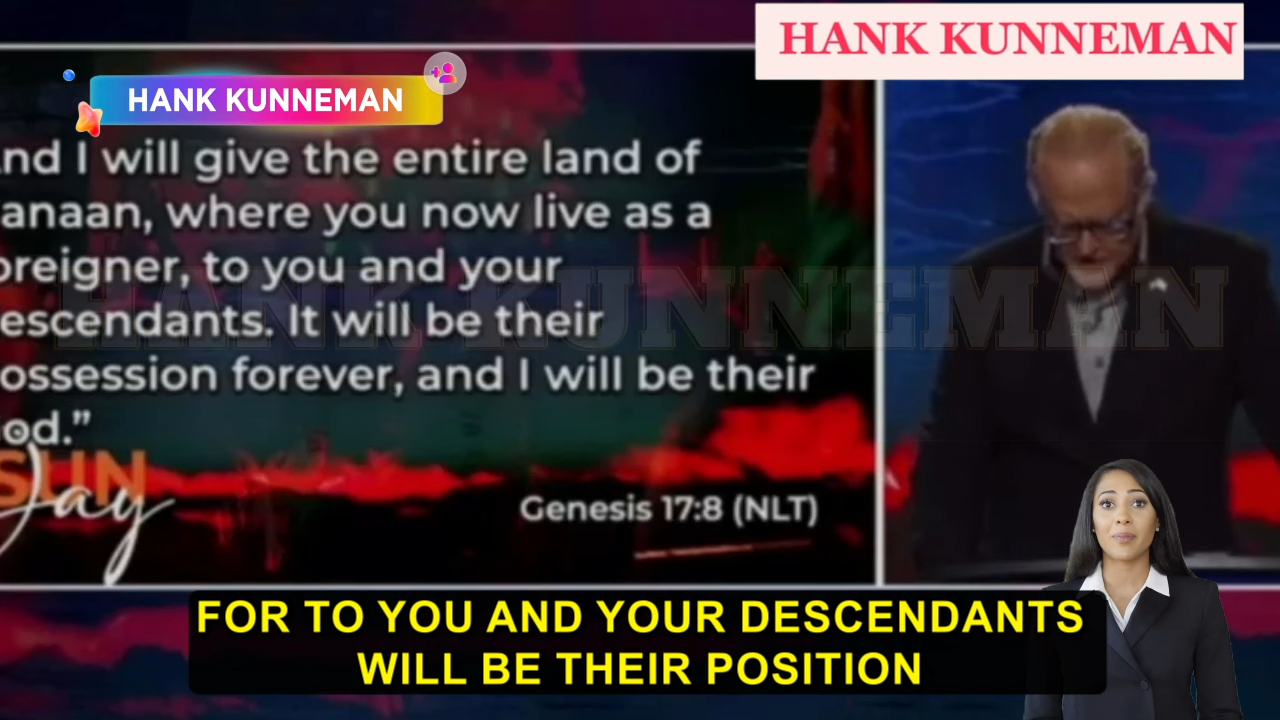 HANK KUNNEMAN
HANK KUNNEMAN
nd I will give the entire land of
anaan, where you now live as a
oreigner, to you and your
escendants. It will be their
ossession forever, and I will be their
od.”
SUN
Day
Genesis 17:8 (NLT)
HANK KUNNEMAN
FOR TO YOU AND YOUR DESCENDANTS
WILL BE THEIR POSITION